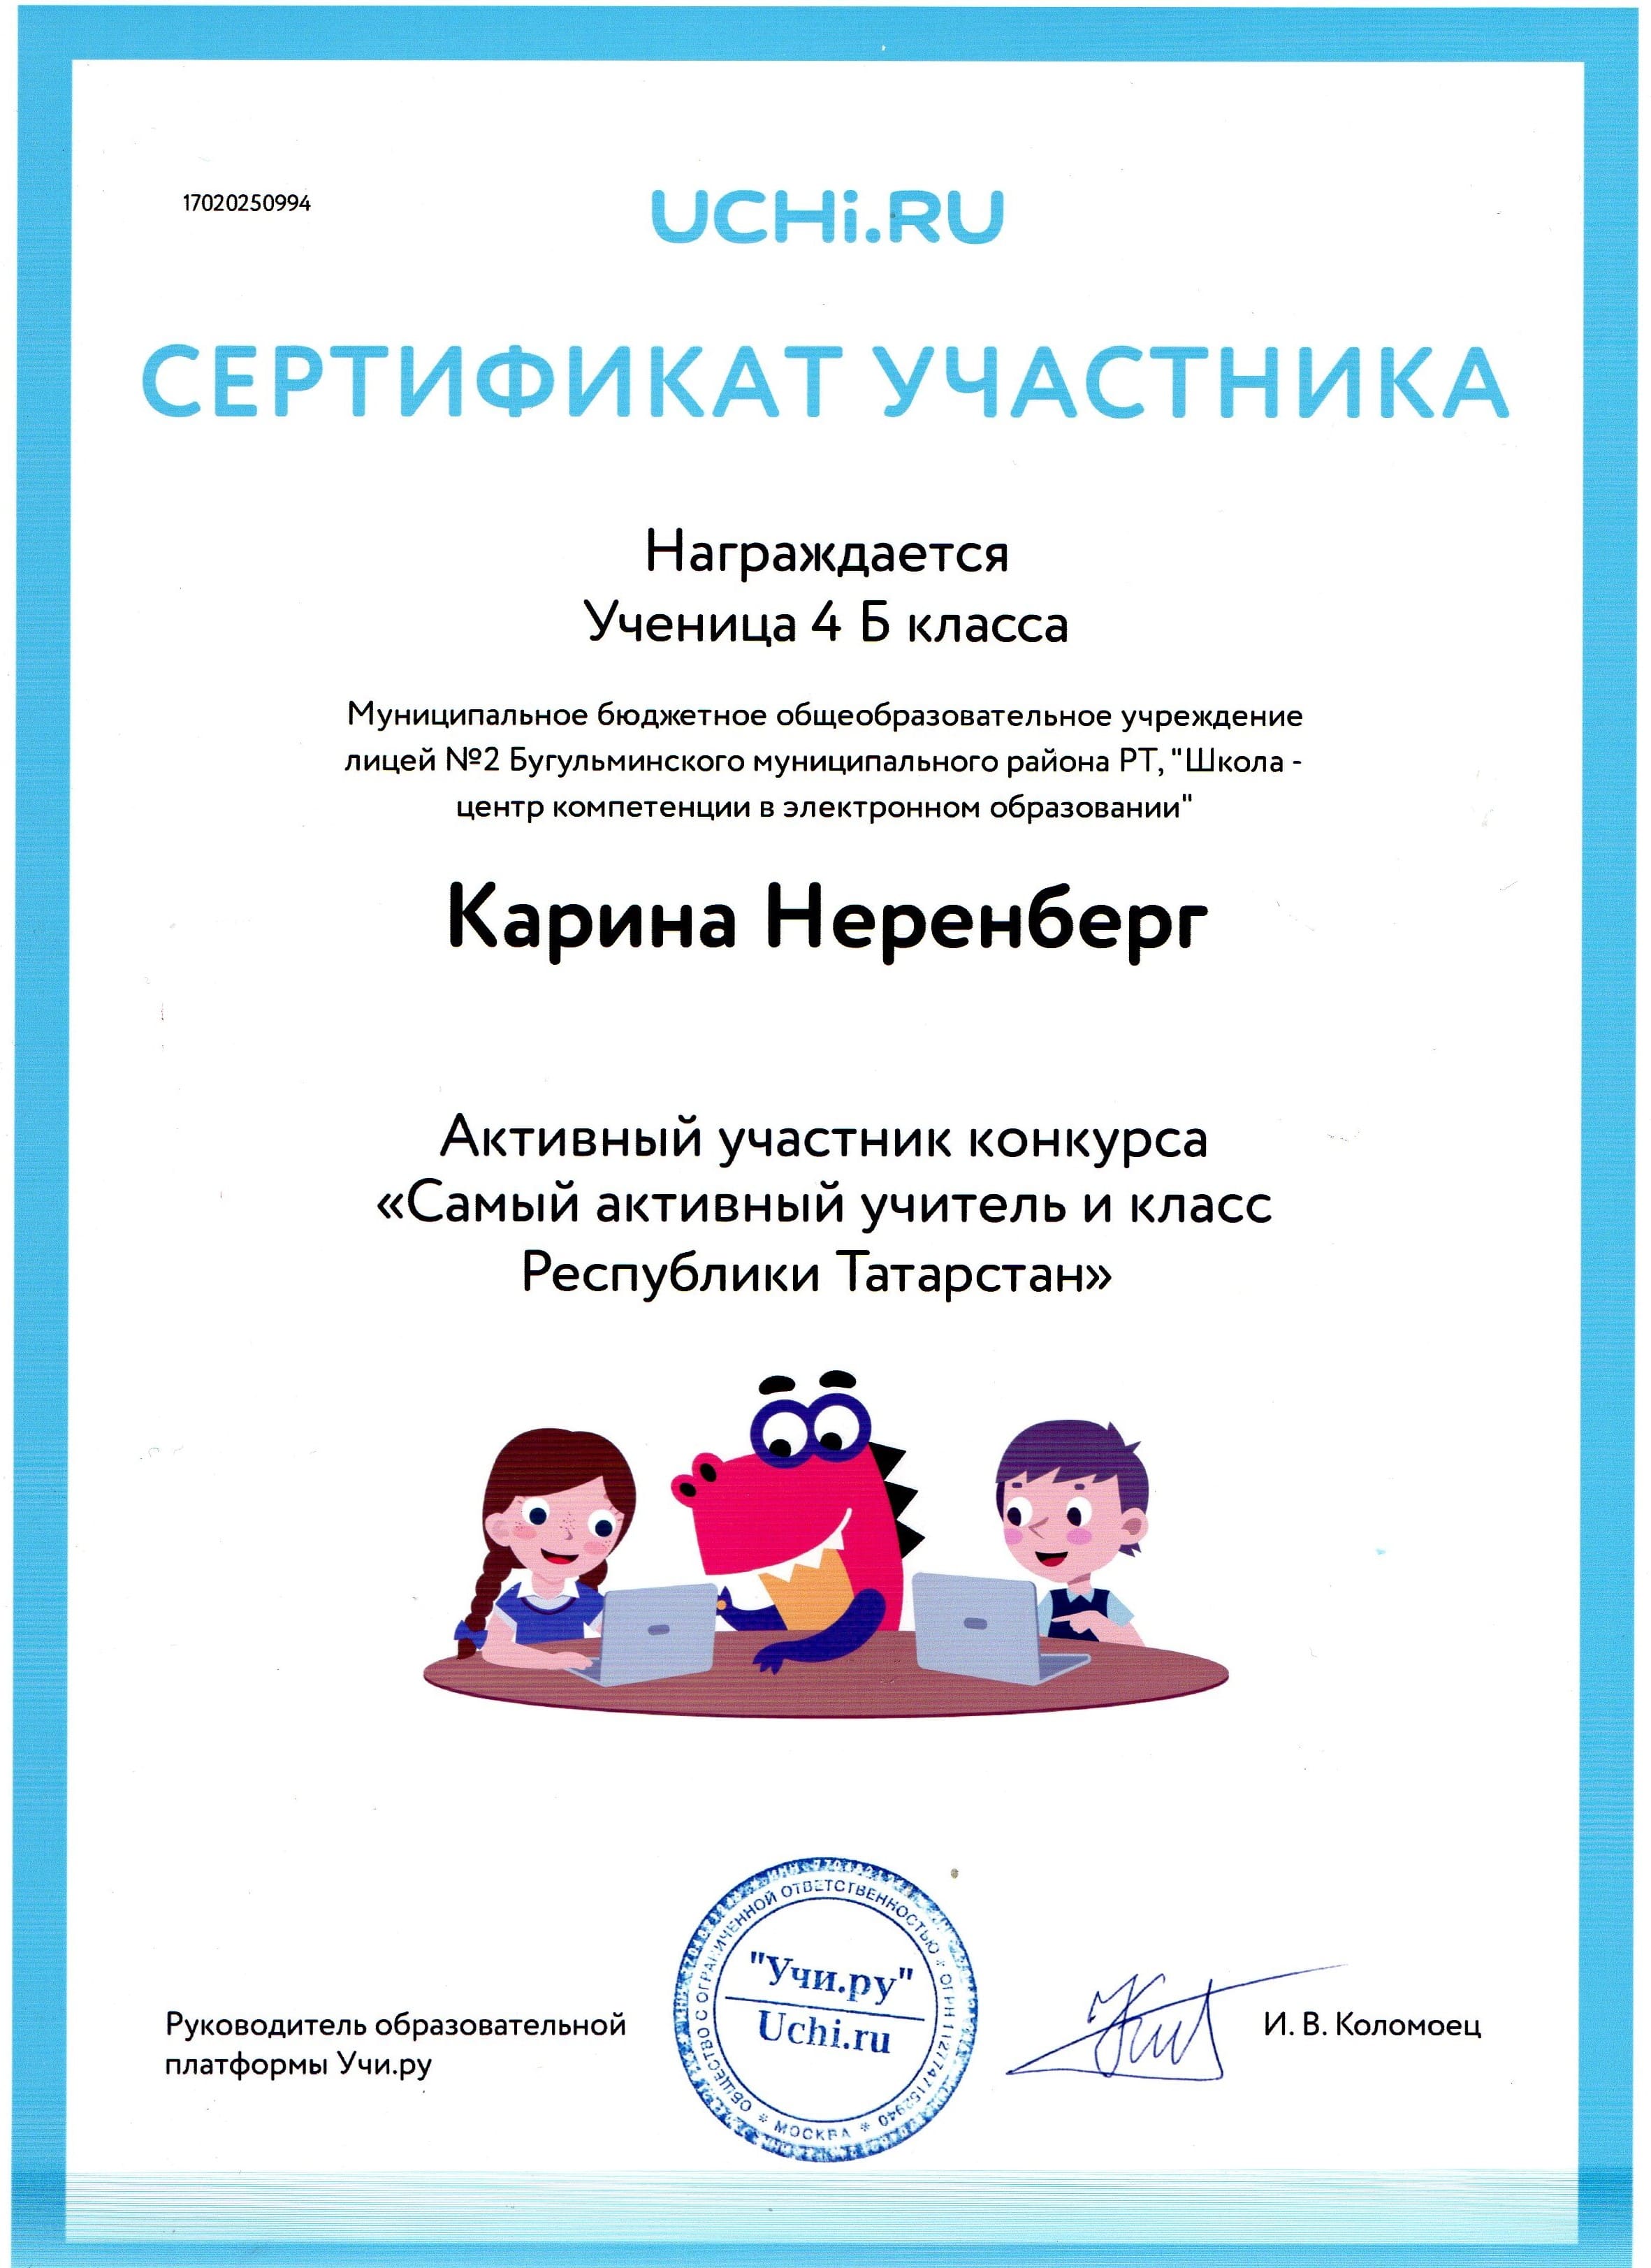 17020250994
UCHi.RU
СЕРТИФИКАТ УЧАСТНИКА
Награждается
Ученица 4 Б класса
Муниципальное бюджетное общеобразовательное учреждение
лицей №2 Бугульминского муниципального района РТ, "Школа -
центр компетенции в электронном образовании"
Карина Неренберг
Активный участник конкурса
«Самый активный учитель и класс
Республики Татарстан»
Руководитель образовательной
платформы Учи.ру
ОБЩЕСТВО С ОГРАНИЧЕННОЙ ОТВЕТСТВЕННОСТЬЮ * ОГРН 1127747152940
* МОСКВА *
"Учи.ру"
Uchi.ru
И. В. Коломоец